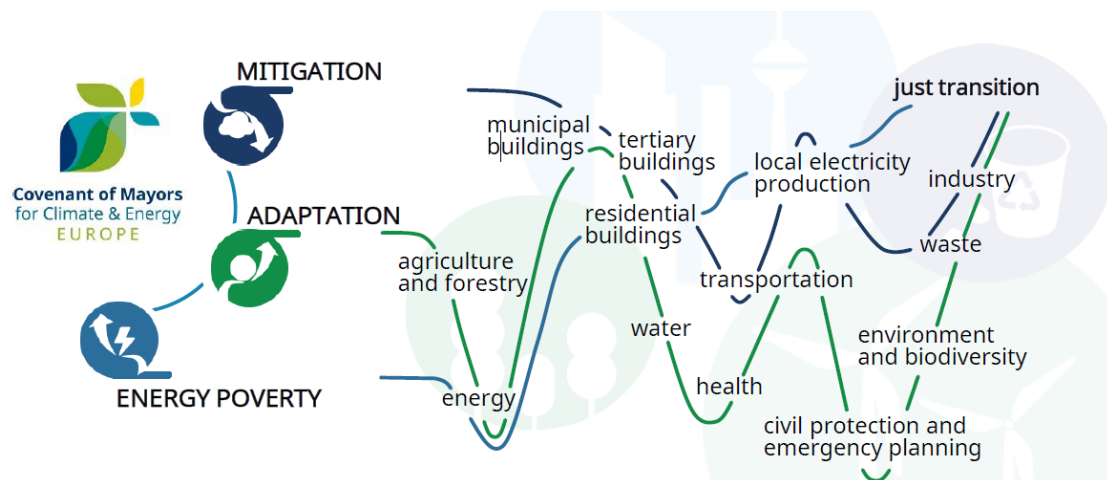 MITIGATION
Covenant of Mayors
for Climate & Energy
EUROPE
ADAPTATION
ENERGY POVERTY
municipal
buildings
tertiary
buildings
residential
buildings
agriculture
and forestry
energy
water
health
transportation
local electricity
production
just transition
industry
waste
environment
and biodiversity
civil protection and
emergency planning